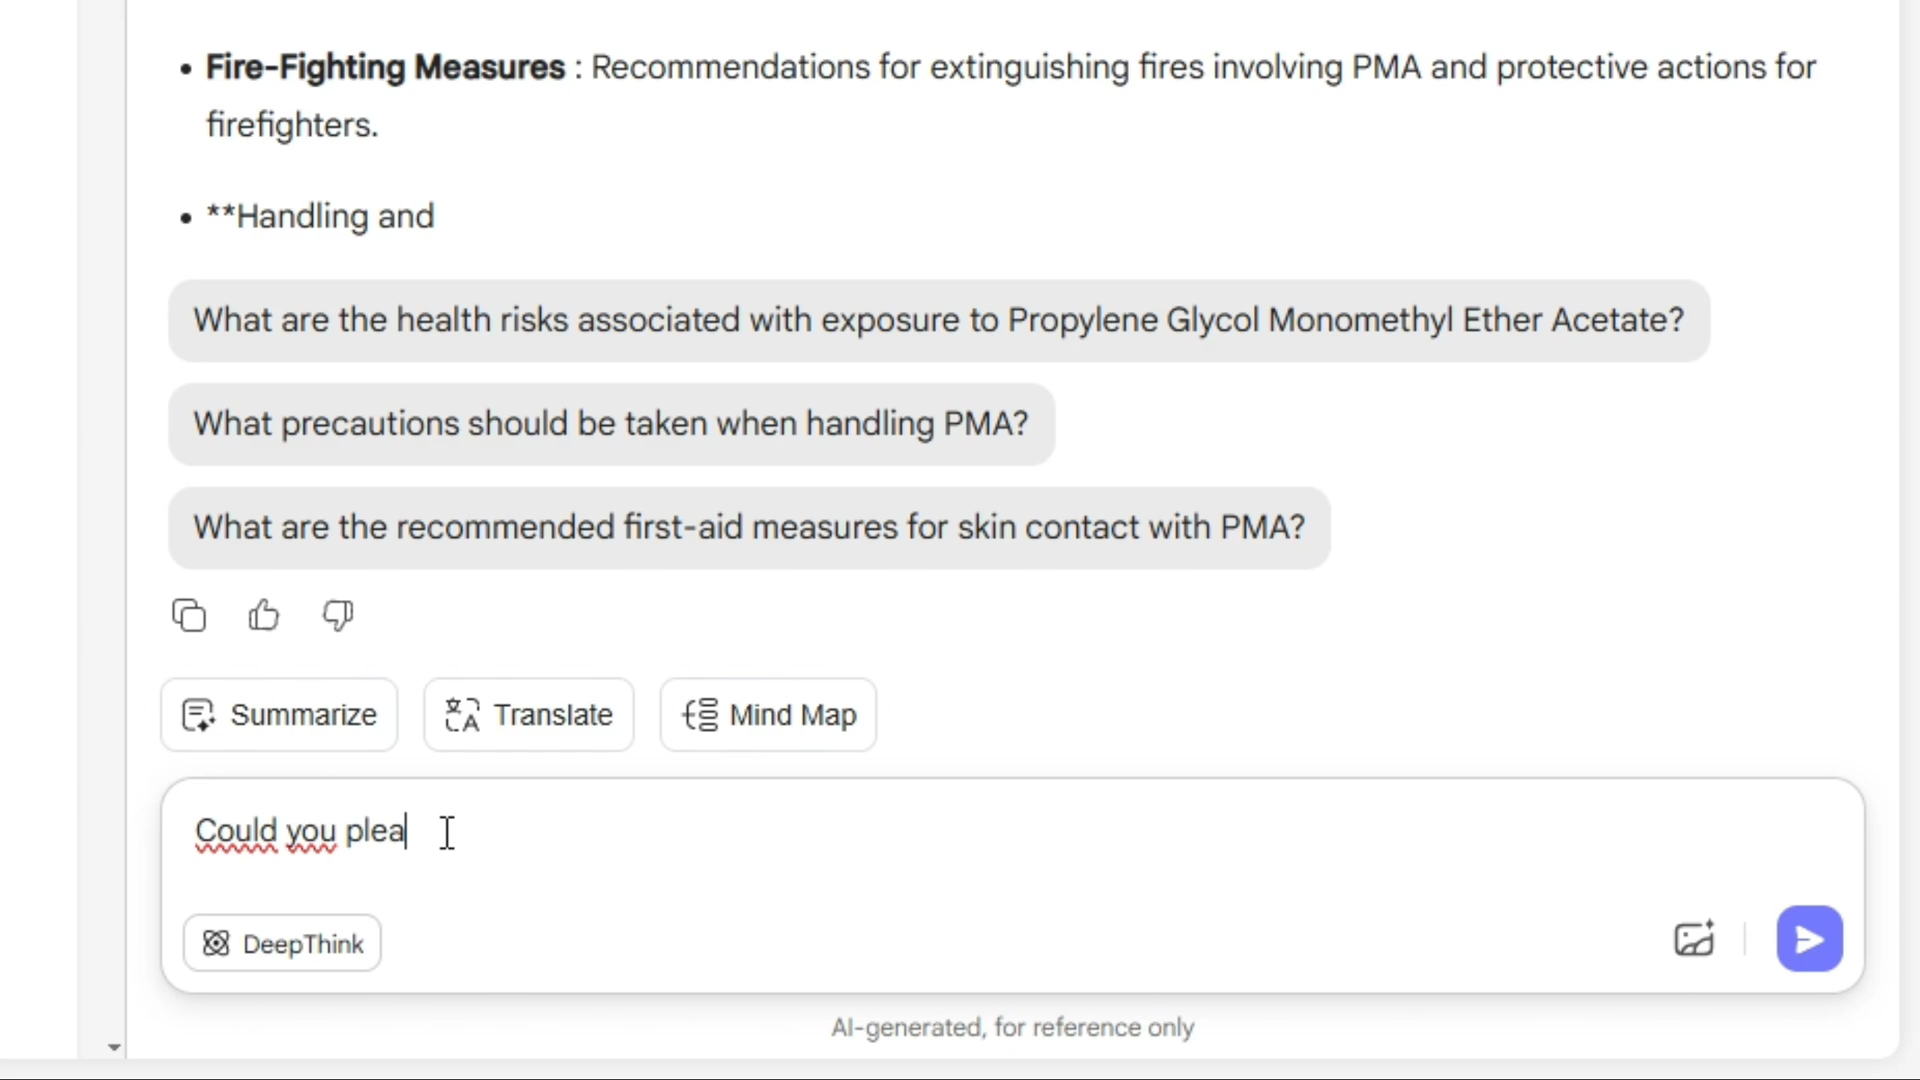 • Fire-Fighting Measures : Recommendations for extinguishing fires involving PMA and protective actions for
firefighters.
• **Handling and
What are the health risks associated with exposure to Propylene Glycol Monomethyl Ether Acetate?
What precautions should be taken when handling PMA?
What are the recommended first-aid measures for skin contact with PMA?
Summarize Translate Mind Map
Could you plea
DeepThink
AI-generated, for reference only